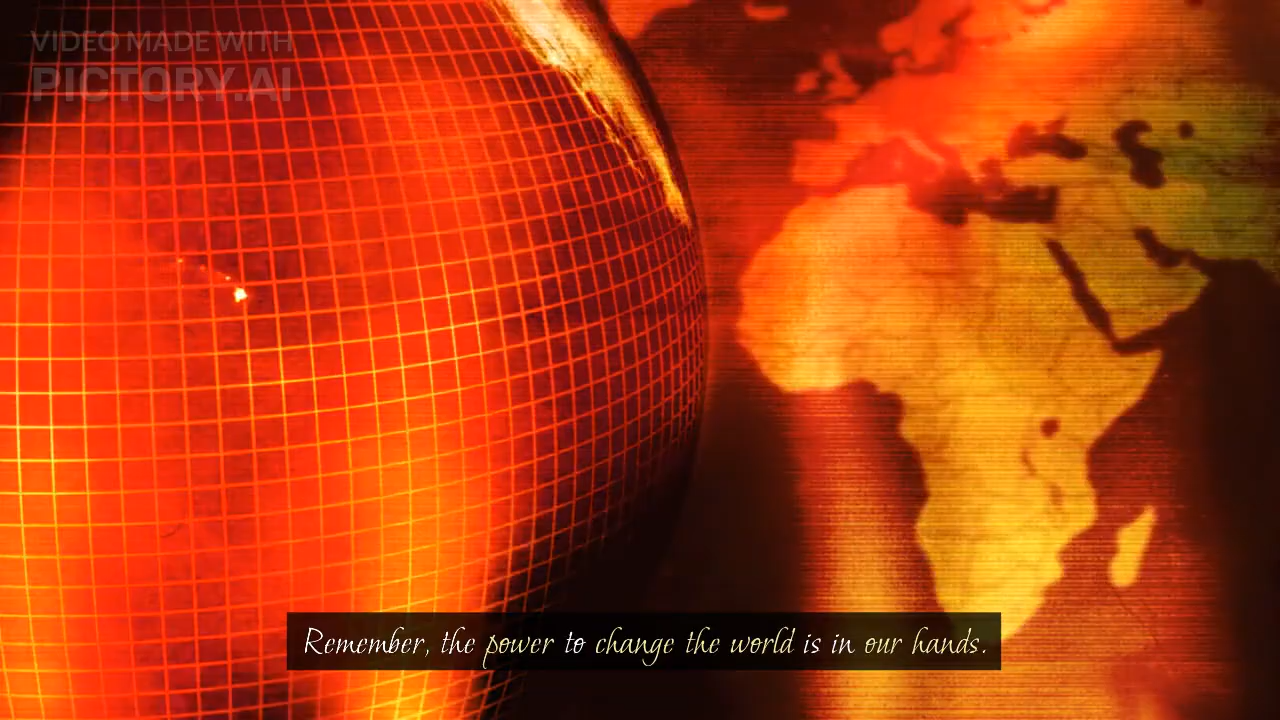 VIDEO MADE WITH
PICTORY.AI
Remember, the power to change the world is in our hands.